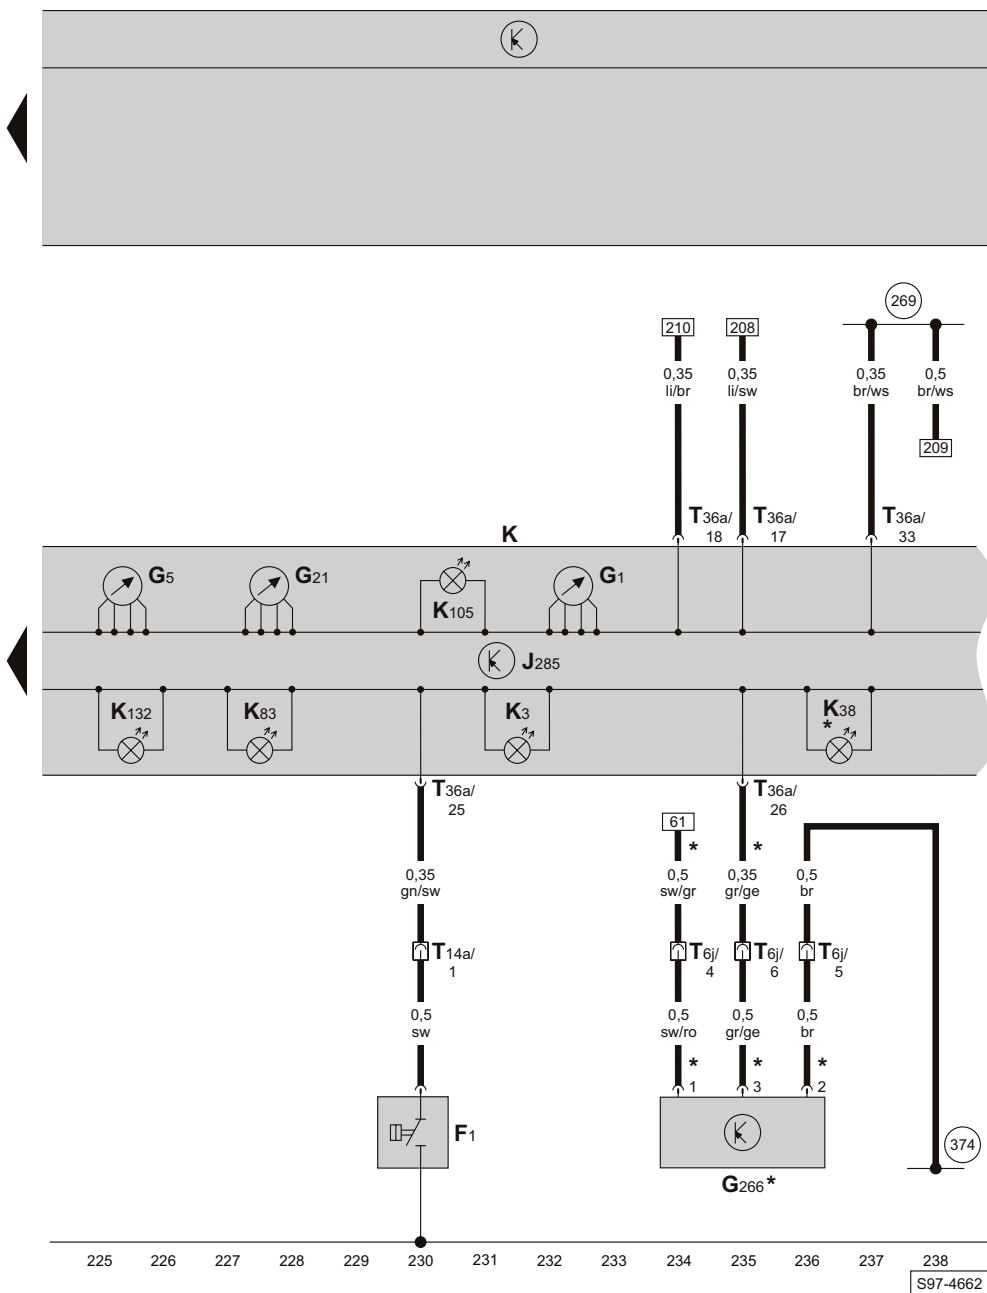 269
210 208
0,35 0,35 0,35 0,5
li/br li/sw br/ws br/ws
209
K T36a/ T36a/ T36a/
18 17 33
G5 G21 K105 G1
J285
K132 K83 K3 K38
*
T36a/ T36a/
25 26
61
* *
0,35 0,5 0,35 0,5
gn/sw sw/gr gr/ge br
T14a/ T6j/ T6j/ T6j/
1 4 6 5
0,5 0,5 0,5 0,5
sw sw/ro gr/ge br
* * *
1 3 2
F1
374
G266*
225 226 227 228 229 230 231 232 233 234 235 236 237 238
S97-4662